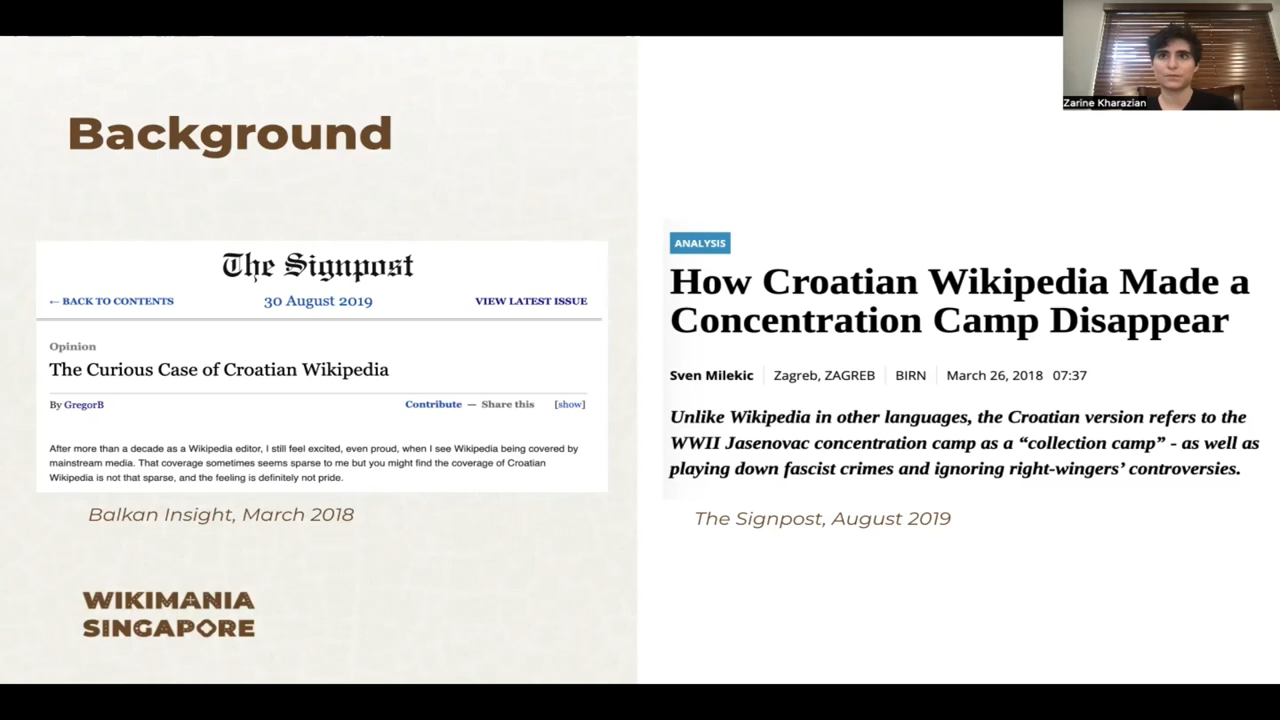 Background
The Signpost
← BACK TO CONTENTS
30 August 2019
VIEW LATEST ISSUE
Opinion
The Curious Case of Croatian Wikipedia
By GregorB
Contribute — Share this [show]
After more than a decade as a Wikipedia editor, I still feel excited, even proud, when I see Wikipedia being covered by
mainstream media. That coverage sometimes seems sparse to me but you might find the coverage of Croatian
Wikipedia is not that sparse, and the feeling is definitely not pride.
Balkan Insight, March 2018
WIKIMANIA
SINGAPORE
Zarine Kharazian
ANALYSIS
How Croatian Wikipedia Made a
Concentration Camp Disappear
Sven Milekic
Zagreb, ZAGREB
BIRN
March 26, 2018 07:37
Unlike Wikipedia in other languages, the Croatian version refers to the
WWII Jasenovac concentration camp as a “collection camp” - as well as
playing down fascist crimes and ignoring right-wingers’ controversies.
The Signpost, August 2019